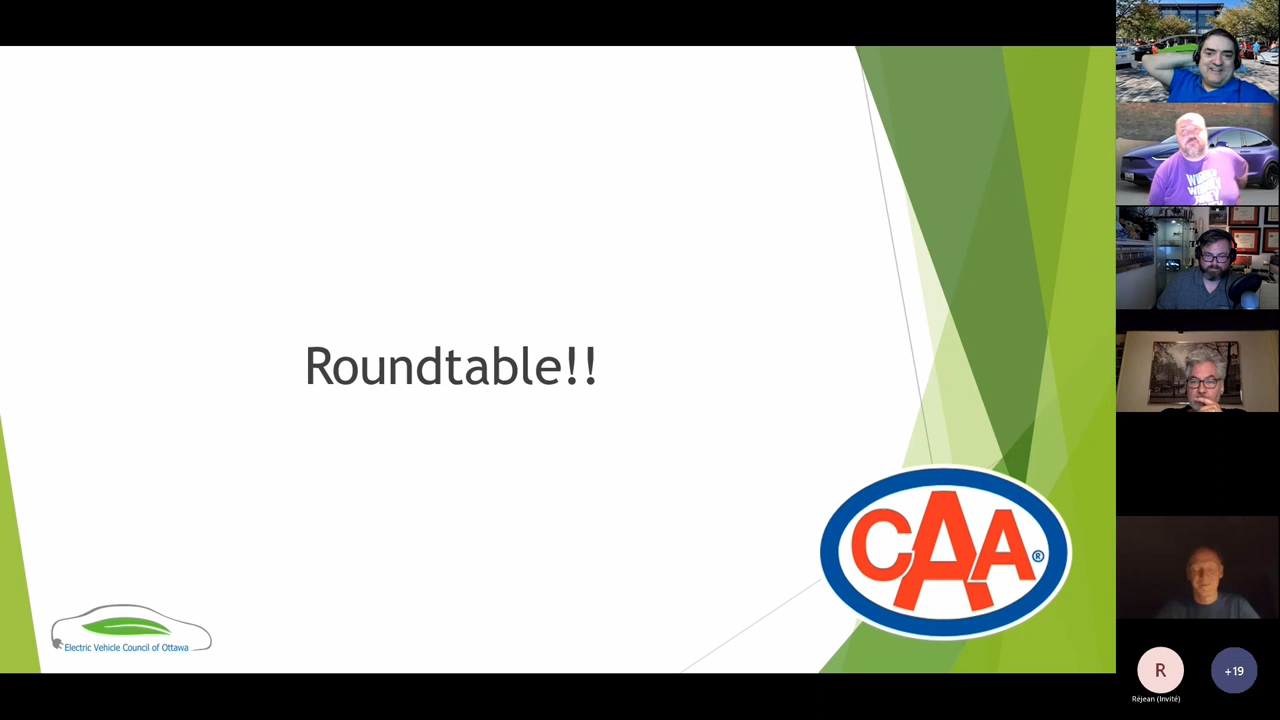 Roundtable!!
CAA®
Electric Vehicle Council of Ottawa
R
+19
Réjean (Invité)